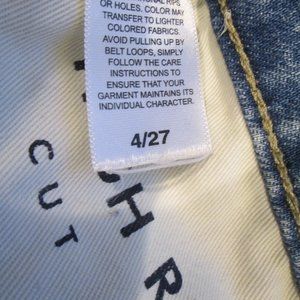 OR HOLES. COLOR MAY
TRANSFER TO LIGHTER
COLORED FABRICS.
AVOID PULLING UP BY
BELT LOOPS, SIMPLY
FOLLOW THE CARE
INSTRUCTIONS TO
ENSURE THAT YOUR
GARMENT MAINTAINS ITS
INDIVIDUAL CHARACTER.
4/27
H R
CUT